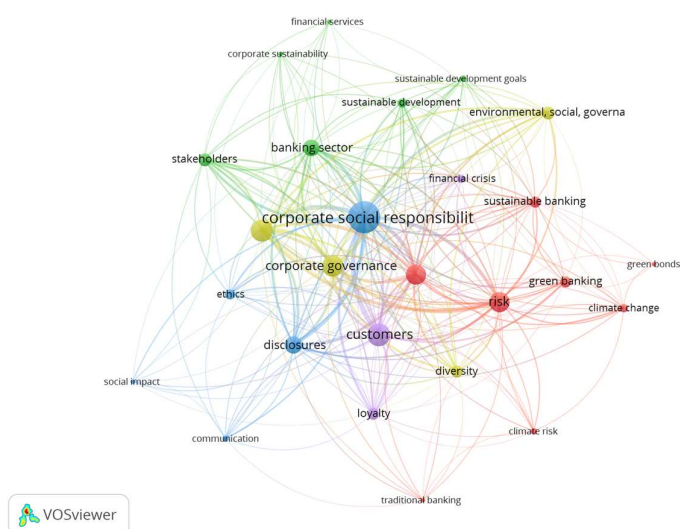 financial services
corporate sustainability
sustainable development goals
sustainable development
environmental, social, governa
banking sector
stakeholders
financial crisis
sustainable banking
corporate social responsibilit
corporate governance
green bonds
green banking
ethics
risk
climate change
customers
disclosures
diversity
social impact
loyalty
climate risk
communication
traditional banking
VOSviewer